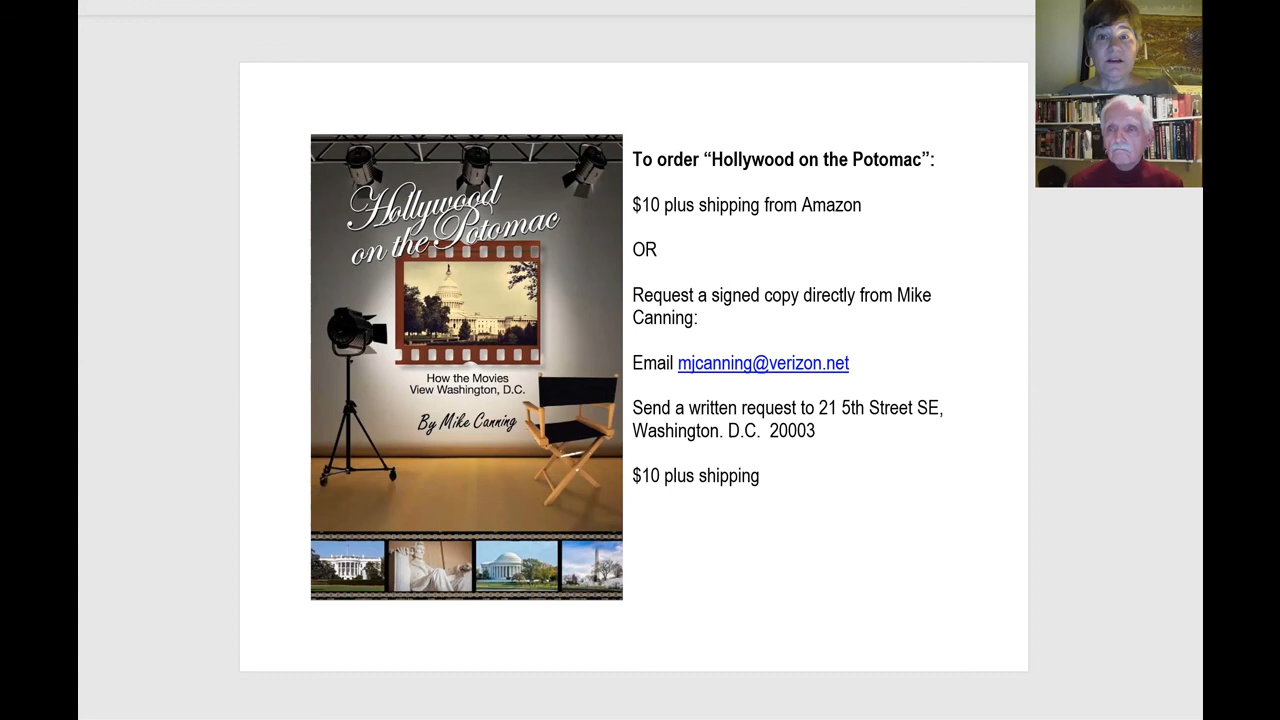 Hollywood
on the Potomac
How the Movies
View Washington, D.C.
By Mike Canning
To order “Hollywood on the Potomac”:
$10 plus shipping from Amazon
OR
Request a signed copy directly from Mike
Canning:
Email mjcanning@verizon.net
Send a written request to 21 5th Street SE,
Washington. D.C.  20003
$10 plus shipping